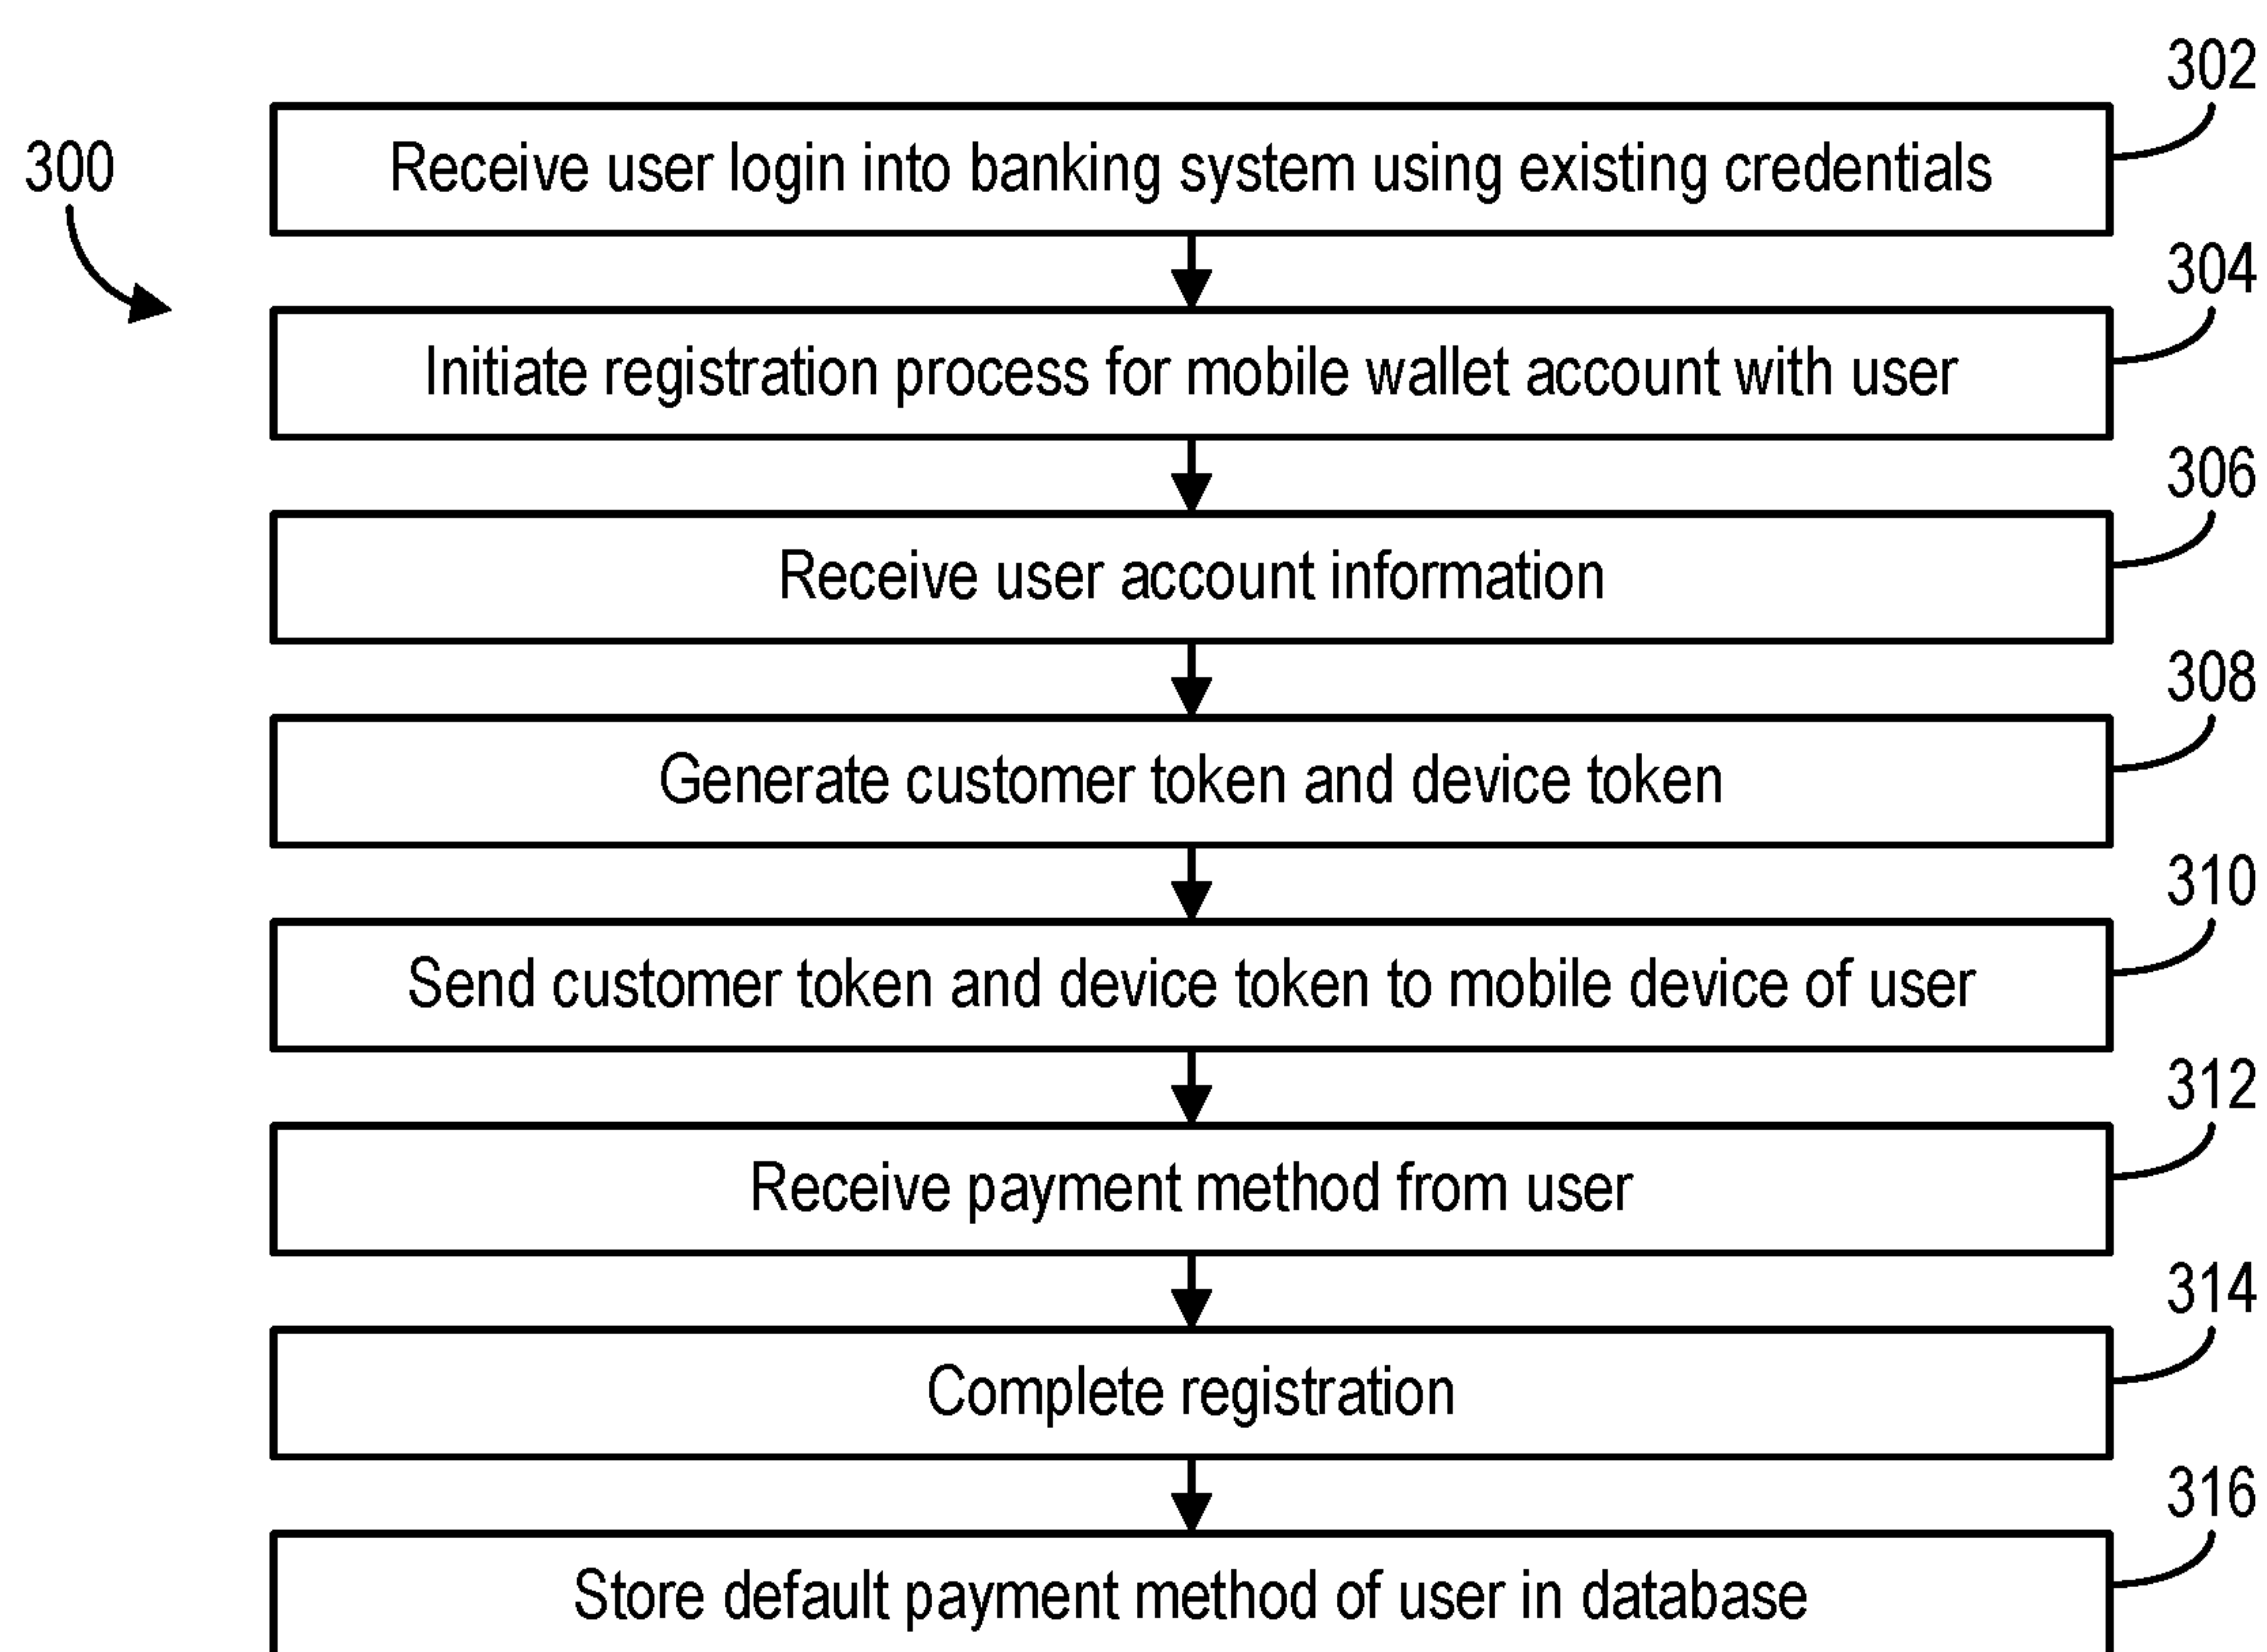 302
Receive user login into banking system using existing credentials
300
304
Initiate registration process for mobile wallet account with user
306
Receive user account information
308
Generate customer token and device token
310
Send customer token and device token to mobile device of user
312
Receive payment method from user
314
Complete registration
316
Store default payment method of user in database